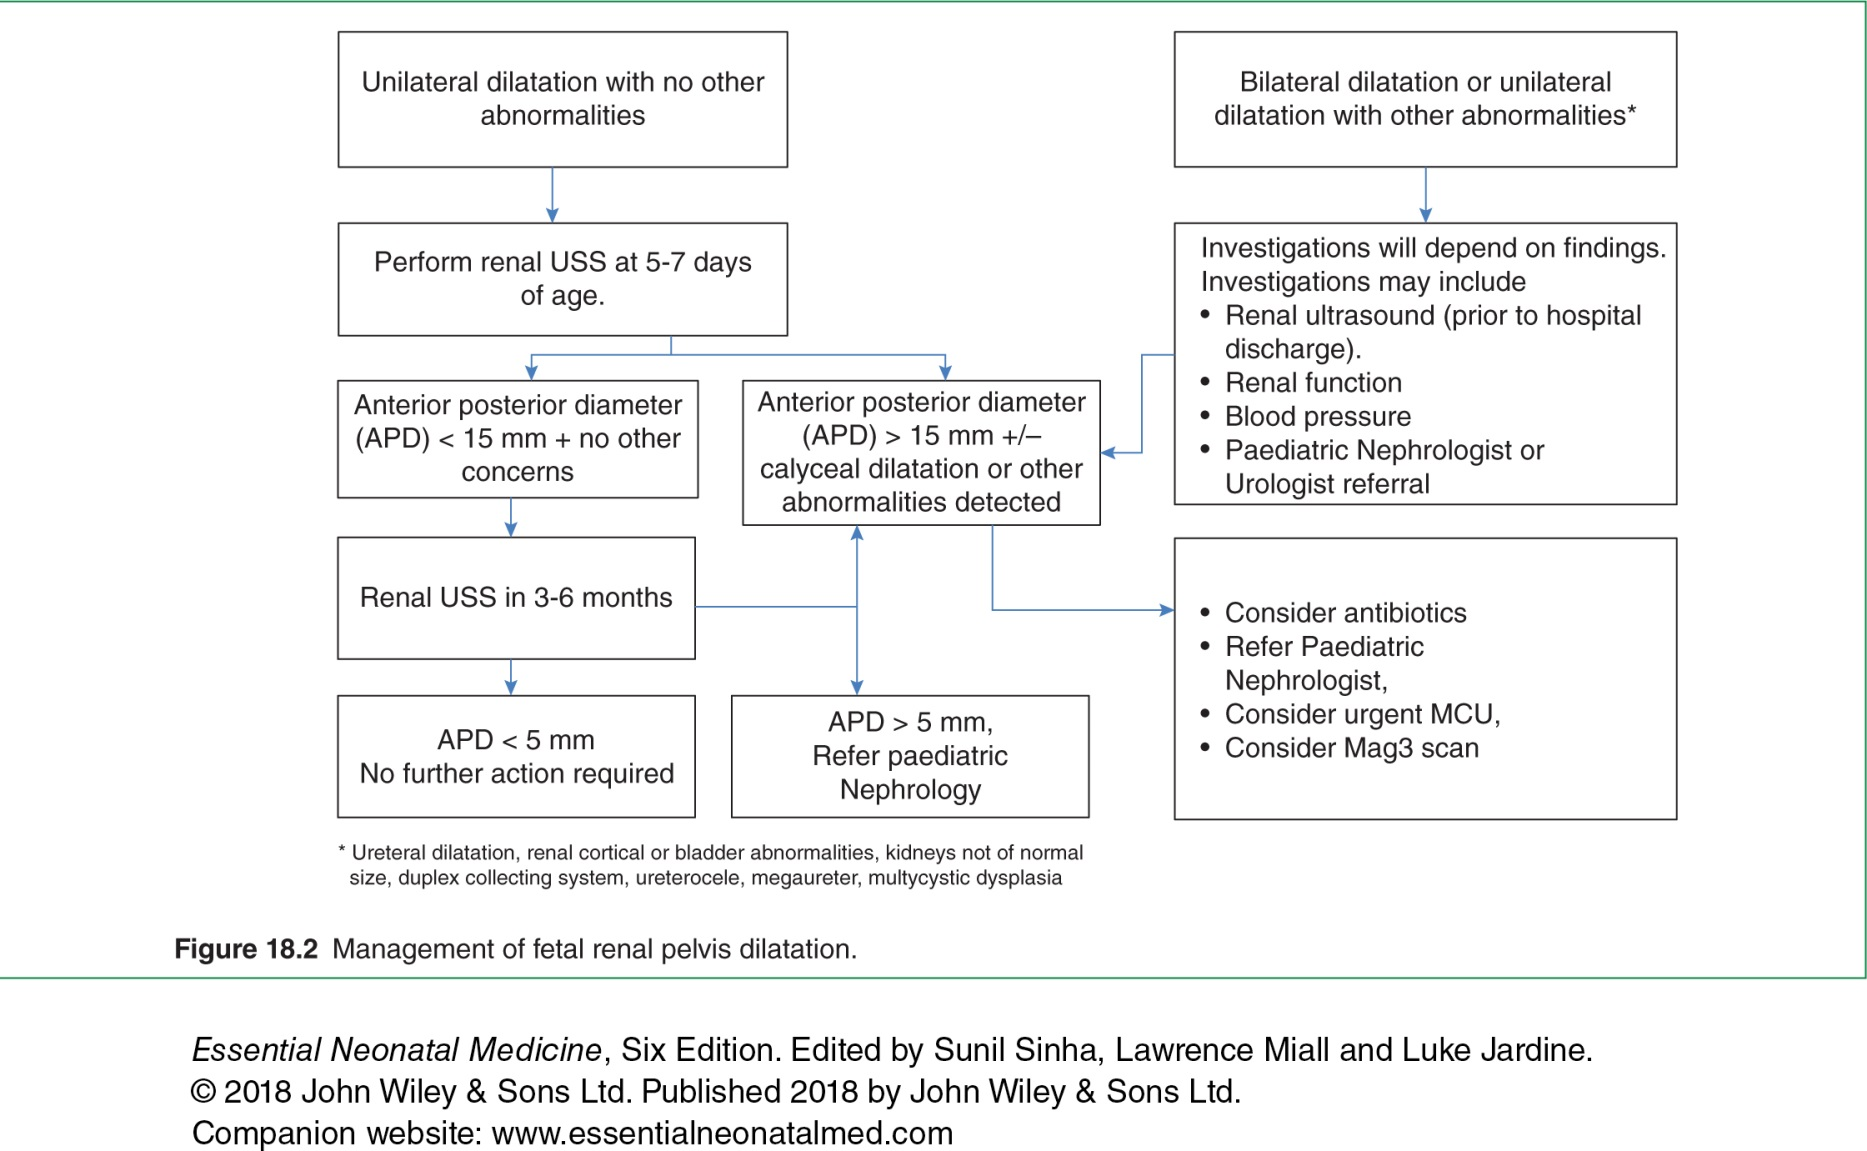 Unilateral dilatation with no other
abnormalities
Bilateral dilatation or unilateral
dilatation with other abnormalities*
Perform renal USS at 5-7 days
of age.
Investigations will depend on findings.
Investigations may include
• Renal ultrasound (prior to hospital
discharge).
• Renal function
• Blood pressure
• Paediatric Nephrologist or
Urologist referral
Anterior posterior diameter
(APD) < 15 mm + no other
concerns
Anterior posterior diameter
(APD) > 15 mm +/–
calyceal dilatation or other
abnormalities detected
Renal USS in 3-6 months
• Consider antibiotics
• Refer Paediatric
Nephrologist,
• Consider urgent MCU,
• Consider Mag3 scan
APD < 5 mm
No further action required
APD > 5 mm,
Refer paediatric
Nephrology
* Ureteral dilatation, renal cortical or bladder abnormalities, kidneys not of normal
size, duplex collecting system, ureterocele, megaureter, multycystic dysplasia
Figure 18.2 Management of fetal renal pelvis dilatation.
Essential Neonatal Medicine, Six Edition. Edited by Sunil Sinha, Lawrence Miall and Luke Jardine.
© 2018 John Wiley & Sons Ltd. Published 2018 by John Wiley & Sons Ltd.
Companion website: www.essentialneonatalmed.com